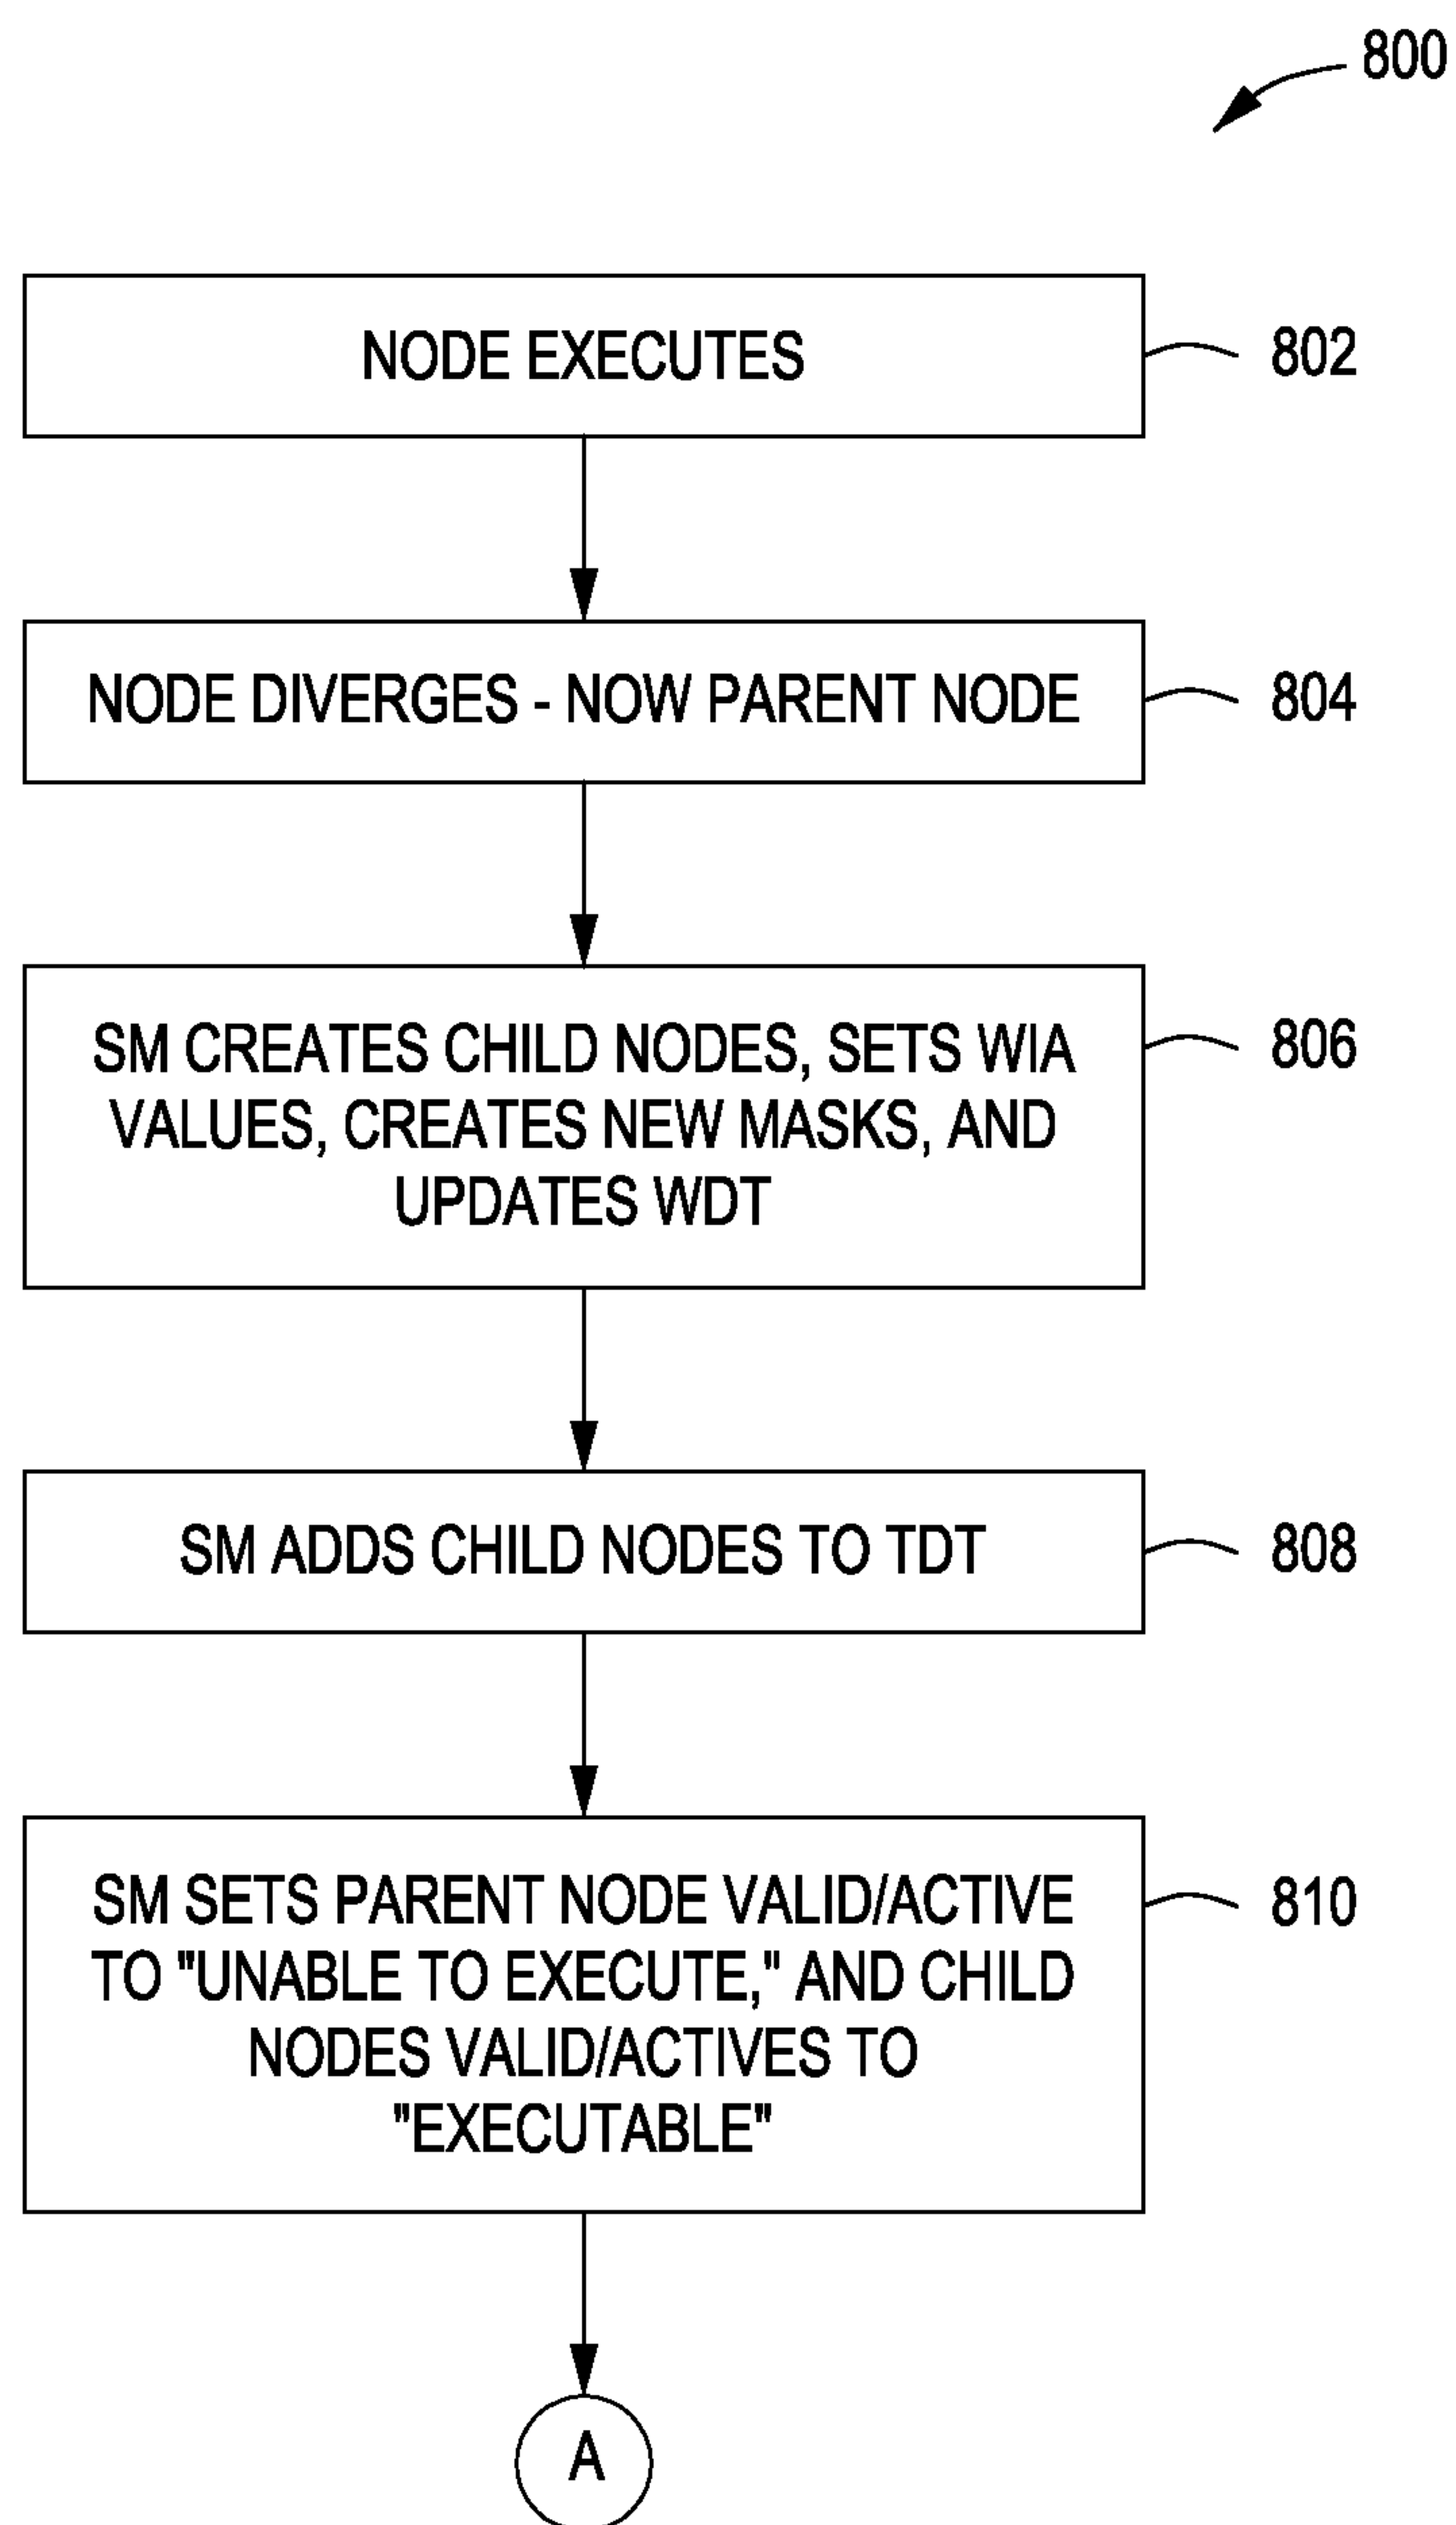 800
NODE EXECUTES
802
NODE DIVERGES - NOW PARENT NODE
804
SM CREATES CHILD NODES, SETS WIA
VALUES, CREATES NEW MASKS, AND
UPDATES WDT
806
SM ADDS CHILD NODES TO TDT
808
SM SETS PARENT NODE VALID/ACTIVE
TO "UNABLE TO EXECUTE," AND CHILD
NODES VALID/ACTIVES TO
"EXECUTABLE"
810
A